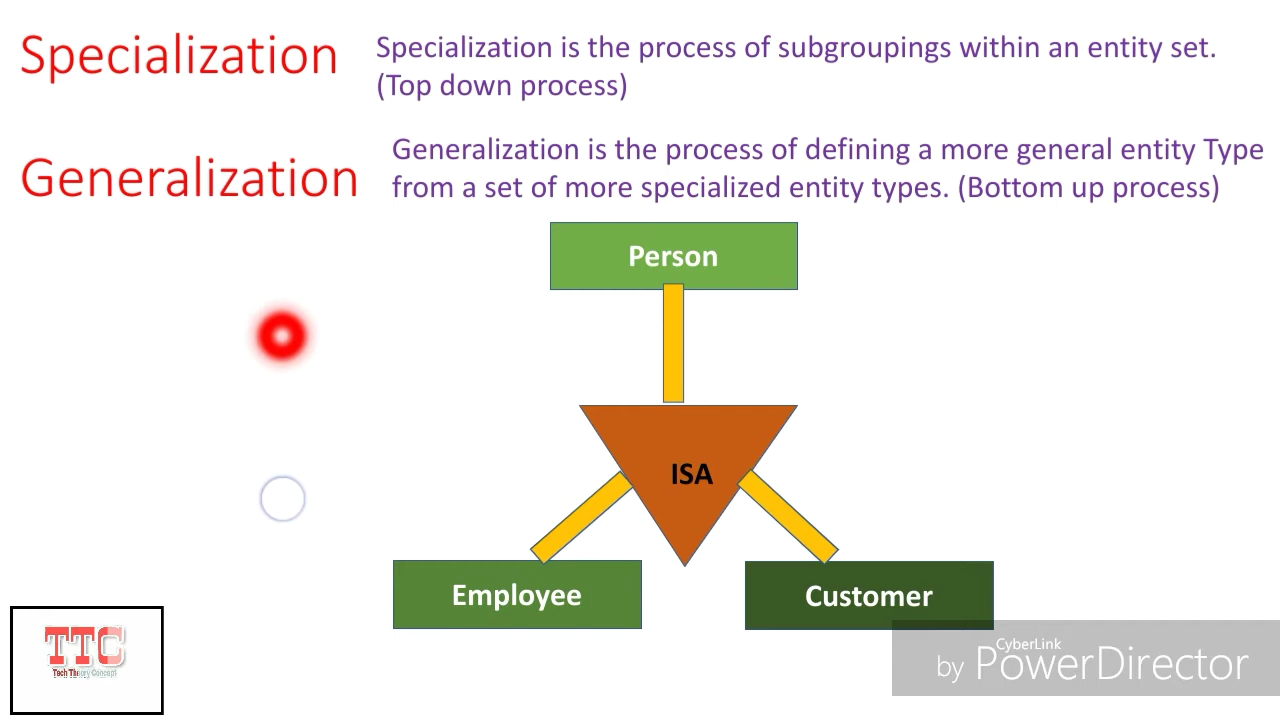 Specialization
Specialization is the process of subgroupings within an entity set.
(Top down process)
Generalization
Generalization is the process of defining a more general entity Type
from a set of more specialized entity types. (Bottom up process)
Person
ISA
Employee
Customer
TTC
Tech Theory Concept
CyberLink
by PowerDirector